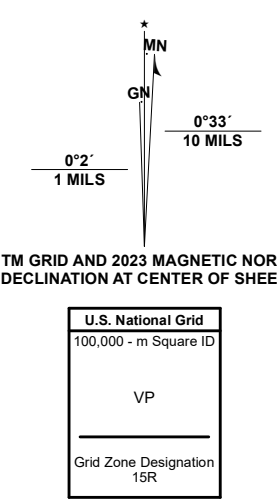 ★
MN
GN
0°33´
10 MILS
0°2´
1 MILS
TM GRID AND 2023 MAGNETIC NOR
DECLINATION AT CENTER OF SHEE
U.S. National Grid
100,000 - m Square ID
VP
Grid Zone Designation
15R